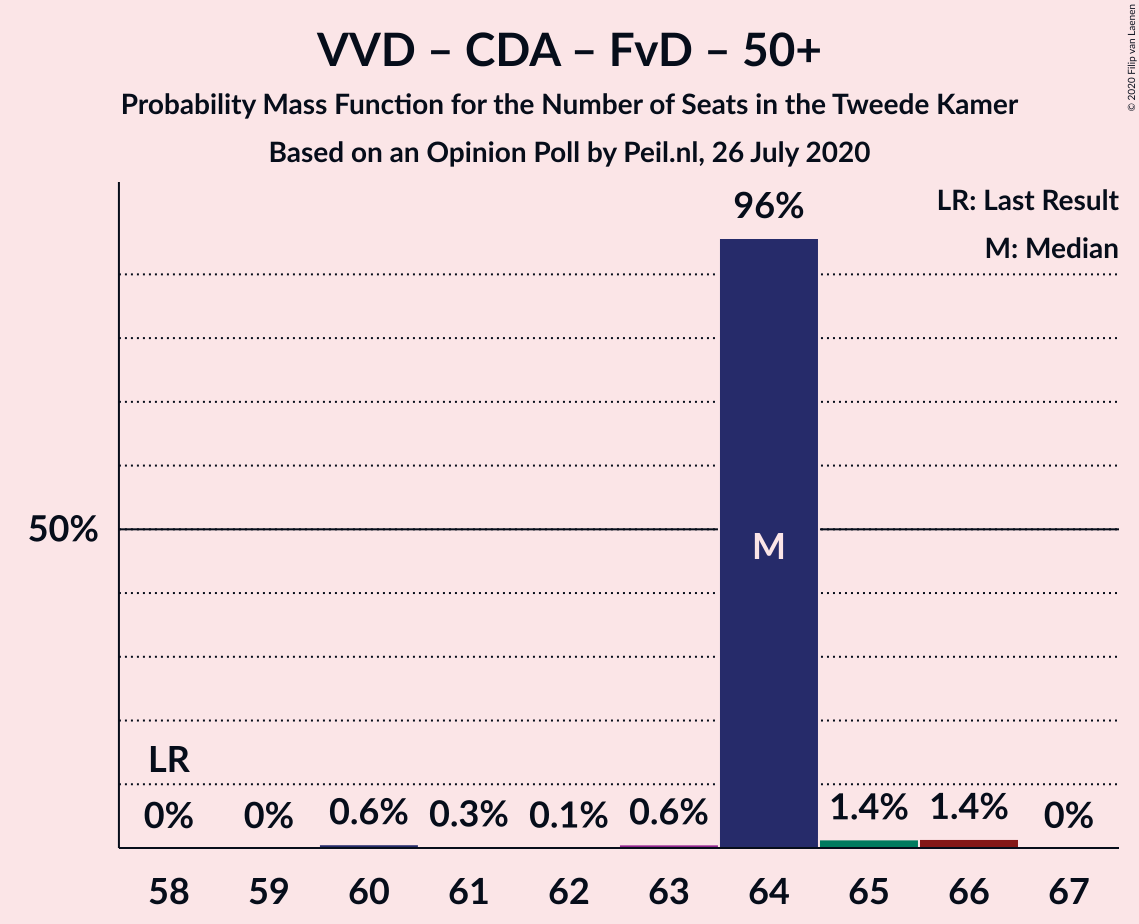 VVD – CDA – FvD – 50+
Probability Mass Function for the Number of Seats in the Tweede Kamer
Based on an Opinion Poll by Peil.nl, 26 July 2020
© 2020 Filip van Laenen
LR: Last Result
M: Median
96%
50%
M
LR
0% 0% 0.6% 0.3% 0.1% 0.6% 1.4% 1.4% 0%
58 59 60 61 62 63 64 65 66 67